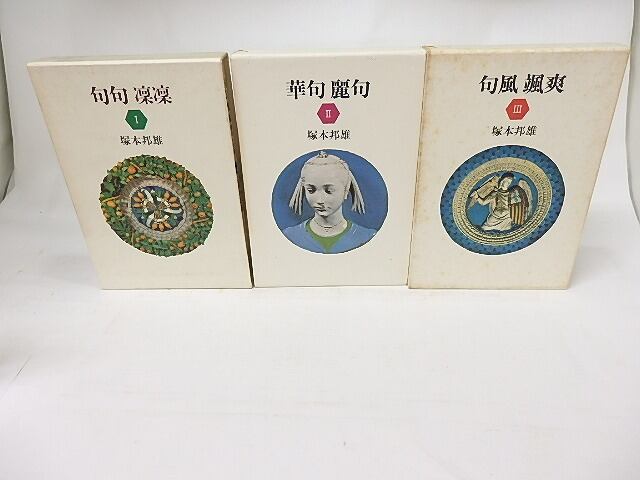 句句 凜凜
I
塚本邦雄
華句 麗句
II
塚本邦雄
句風 颯爽
III
塚本邦雄